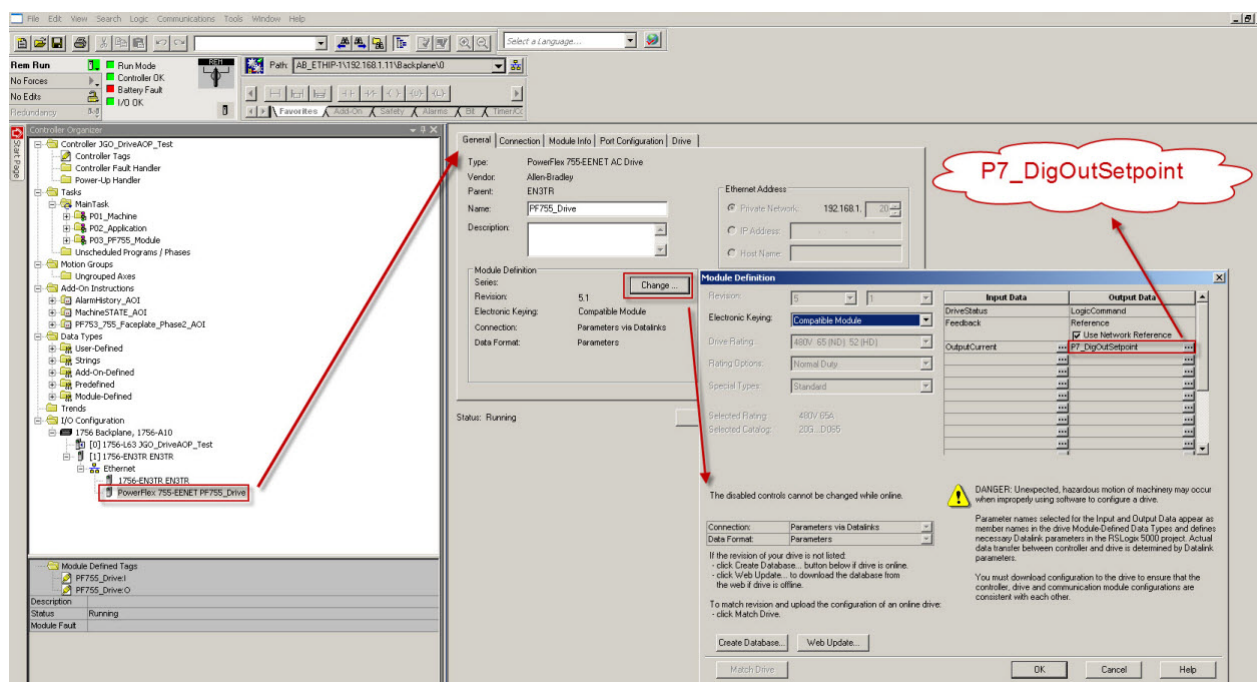 File Edit View Search Logic Communications Tools Window Help
Select a Language...
Rem Run
Run Mode
REM
Path: AB_ETHIP-1\192.168.1.11\Backplane\0
No Forces
Controller OK
No Edits
Battery Fault
I/O OK
Redundancy
Favorites Add-On Safety Alarms Bit Timer/Co
Start Page
Controller Organizer
Controller JGO_DriveAOP_Test
Controller Tags
Controller Fault Handler
Power-Up Handler
Tasks
MainTask
P01_Machine
P02_Application
P03_PF755_Module
Unscheduled Programs / Phases
Motion Groups
Ungrouped Axes
Add-On Instructions
AlarmHistory_AOI
MachineSTATE_AOI
PF753_755_Faceplate_Phase2_AOI
Data Types
User-Defined
Strings
Add-On-Defined
Predefined
Module-Defined
Trends
I/O Configuration
1756 Backplane, 1756-A10
[0] 1756-L63 JGO_DriveAOP_Test
[1] 1756-EN3TR EN3TR
Ethernet
1756-EN3TR EN3TR
PowerFlex 755-EENET PF755_Drive
Module Defined Tags
PF755_Drive:I
PF755_Drive:O
Description
Status Running
Module Fault
General Connection Module Info Port Configuration Drive
Type: PowerFlex 755-EENET AC Drive
Vendor: Allen-Bradley
Parent: EN3TR
Name: PF755_Drive
Description:
Ethernet Address
Private Network: 192.168.1. 20
IP Address:
Host Name:
Module Definition
Series:
Change ...
Revision: 5.1
Electronic Keying: Compatible Module
Connection: Parameters via Datalinks
Data Format: Parameters
Status: Running
P7_DigOutSetpoint
Module Definition
Revision: 5 1
Electronic Keying: Compatible Module
Drive Rating: 480V 65 (ND) 52 (HD)
Rating Options: Normal Duty
Special Types: Standard
Selected Rating: 480V 65A
Selected Catalog: 20G...D065
Input Data Output Data
DriveStatus LogicCommand
Feedback Reference
Use Network Reference
OutputCurrent ... P7_DigOutSetpoint ...
The disabled controls cannot be changed while online.
Connection: Parameters via Datalinks
Data Format: Parameters
If the revision of your drive is not listed:
- click Create Database... button below if drive is online.
- click Web Update... to download the database from
the web if drive is offline.
To match revision and upload the configuration of an online drive:
- click Match Drive.
DANGER: Unexpected, hazardous motion of machinery may occur
when improperly using software to configure a drive.
Parameter names selected for the Input and Output Data appear as
member names in the drive Module-Defined Data Types and defines
necessary Datalink parameters in the RSLogix 5000 project. Actual
data transfer between controller and drive is determined by Datalink
parameters.
You must download configuration to the drive to ensure that the
controller, drive and communication module configurations are
consistent with each other.
Create Database... Web Update...
Match Drive
OK Cancel Help